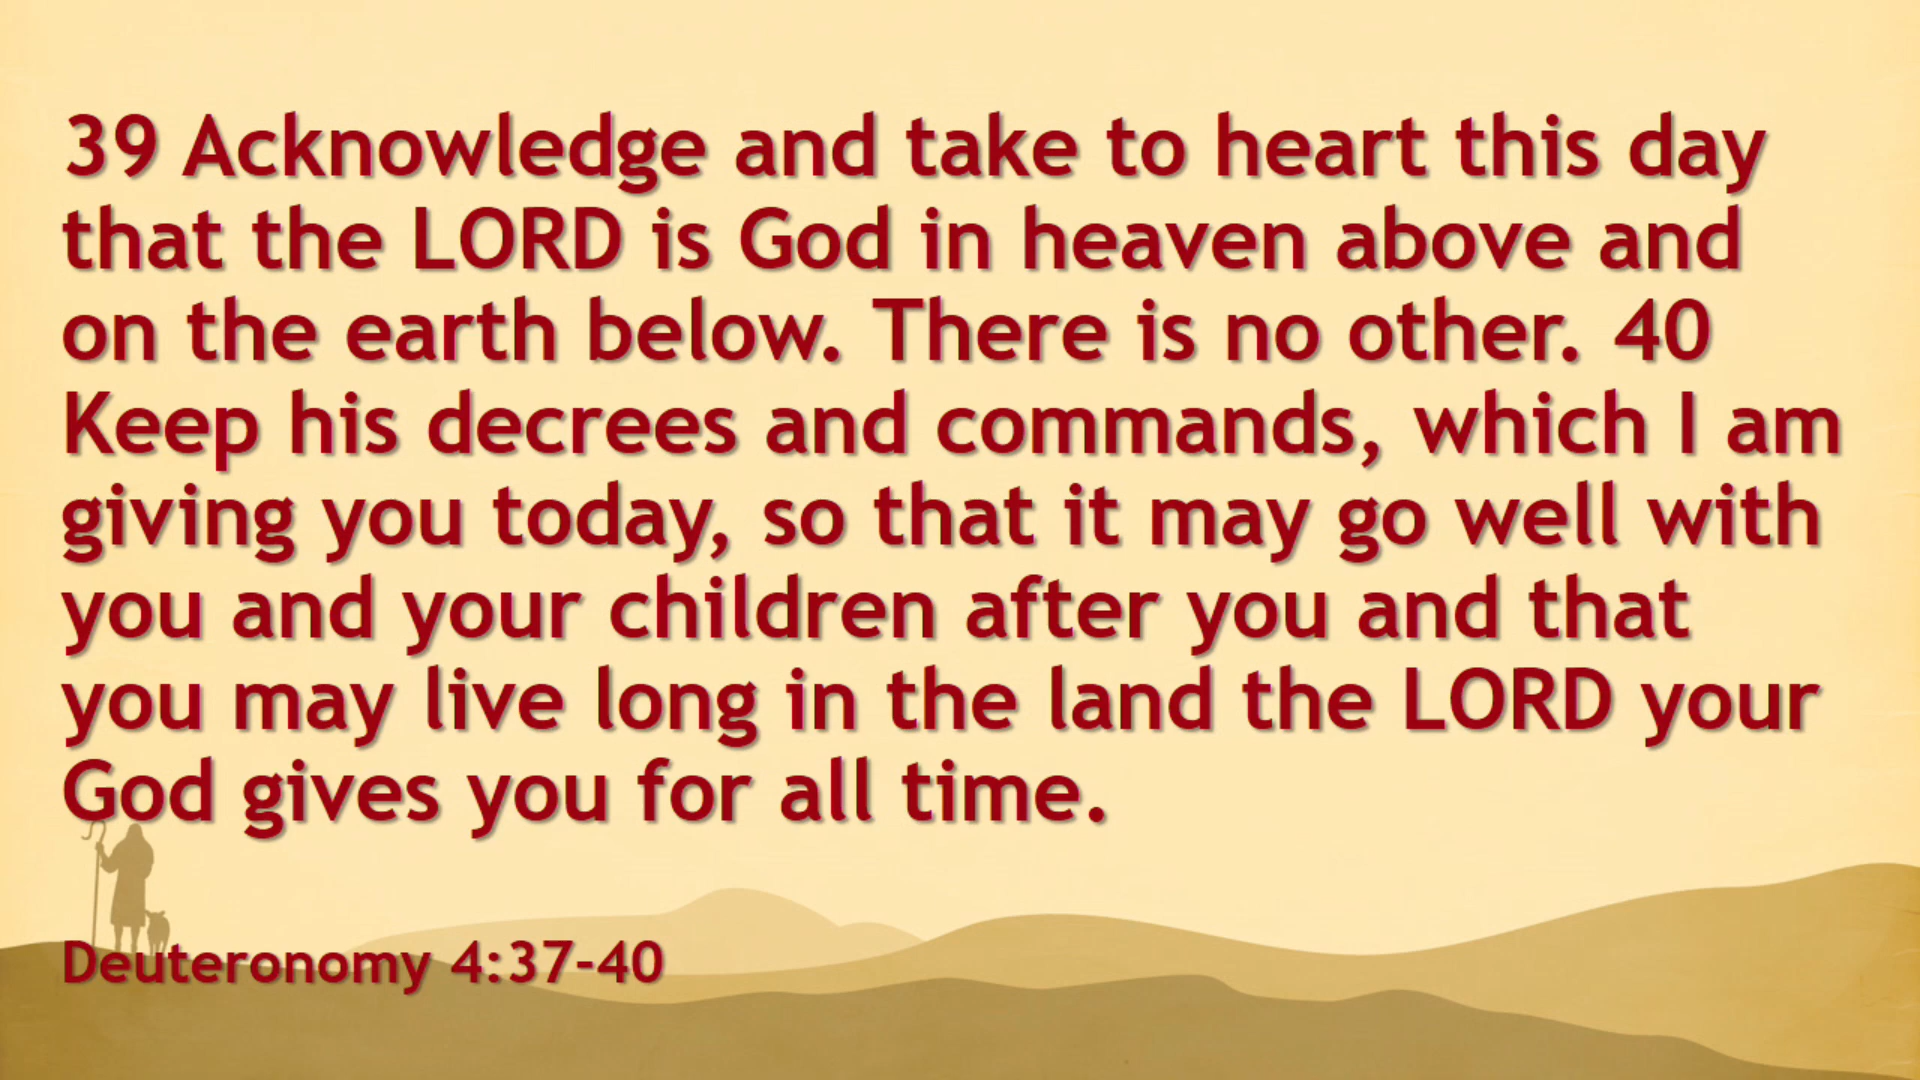 39 Acknowledge and take to heart this day
that the LORD is God in heaven above and
on the earth below. There is no other. 40
Keep his decrees and commands, which I am
giving you today, so that it may go well with
you and your children after you and that
you may live long in the land the LORD your
God gives you for all time.
Deuteronomy 4:37-40